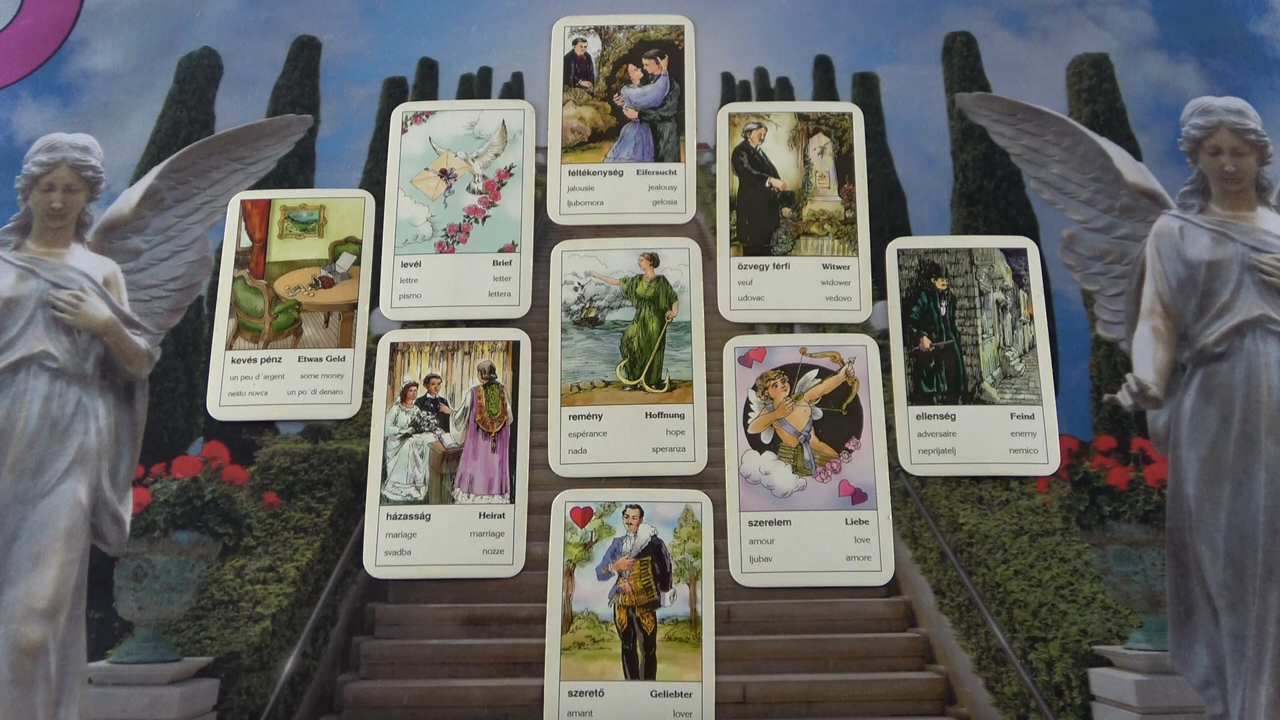 féltékenység Eifersucht
jalousie jealousy
ljubomora gelosia
levél Brief
lettre letter
pismo lettera
özvegy férfi Witwer
veuf widower
udovac vedovo
kevés pénz Etwas Geld
un peu d´argent some money
nešto novca un po´di denaro
remény Hoffnung
espérance hope
nada speranza
ellenség Feind
adversaire enemy
neprijatelj nemico
házasság Heirat
mariage marriage
svadba nozze
szerelem Liebe
amour love
ljubav amore
szerető Geliebter
amant lover